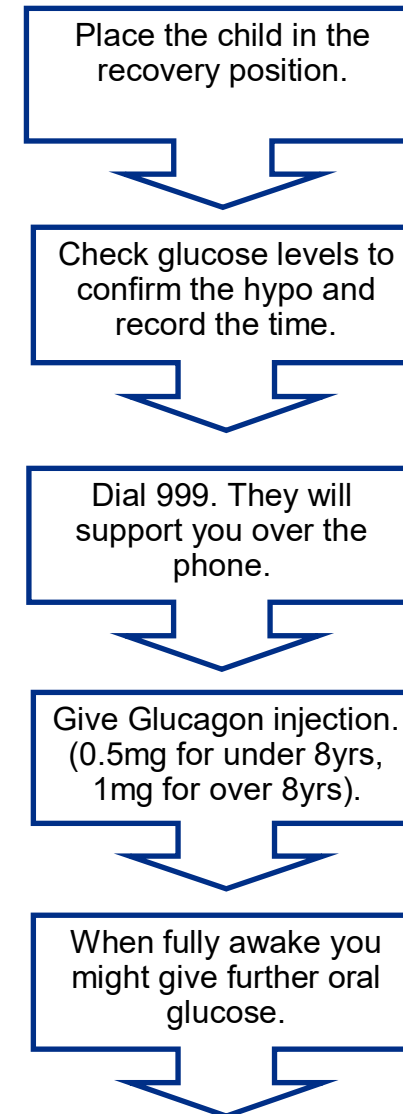 Place the child in the
recovery position.
Check glucose levels to
confirm the hypo and
record the time.
Dial 999. They will
support you over the
phone.
Give Glucagon injection.
(0.5mg for under 8yrs,
1mg for over 8yrs).
When fully awake you
might give further oral
glucose.